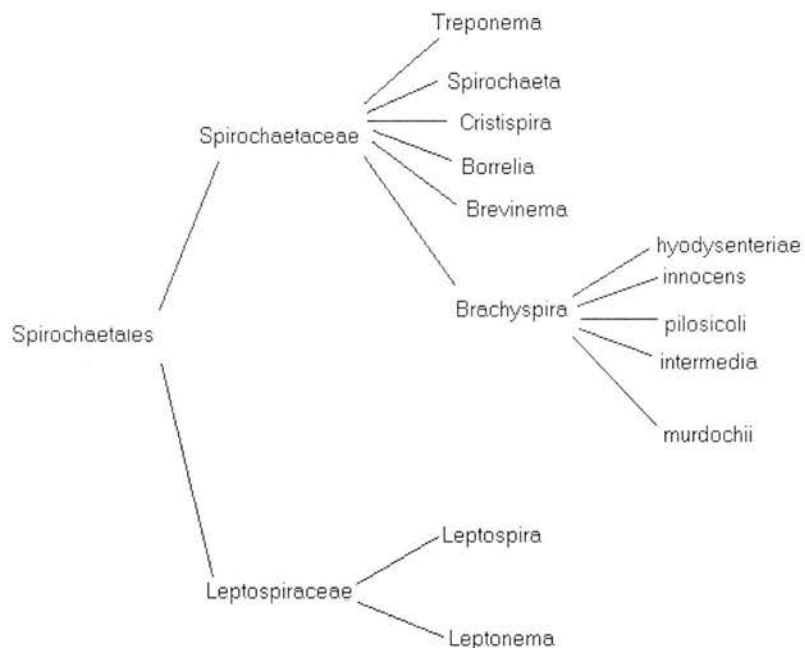 Treponema
Spirochaeta
Cristispira
Spirochaetaceae
Borrelia
Brevinema
hyodysenteriae
innocens
Brachyspira
pilosicoli
Spirochaetales
intermedia
murdochii
Leptospira
Leptospiraceae
Leptonema